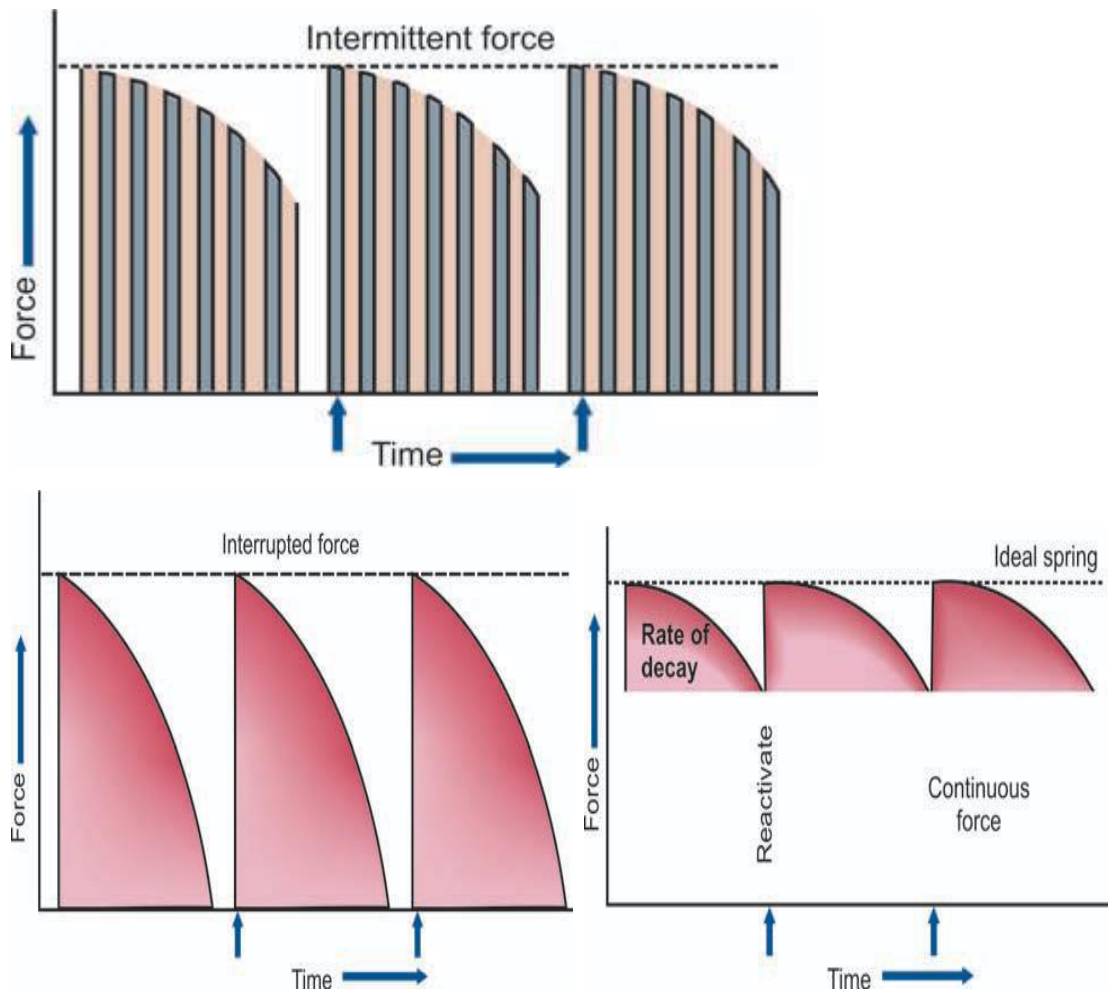 Intermittent force
Force
Time
Interrupted force
Force
Time
Ideal spring
Rate of
decay
Force
Reactivate
Continuous
force
Time